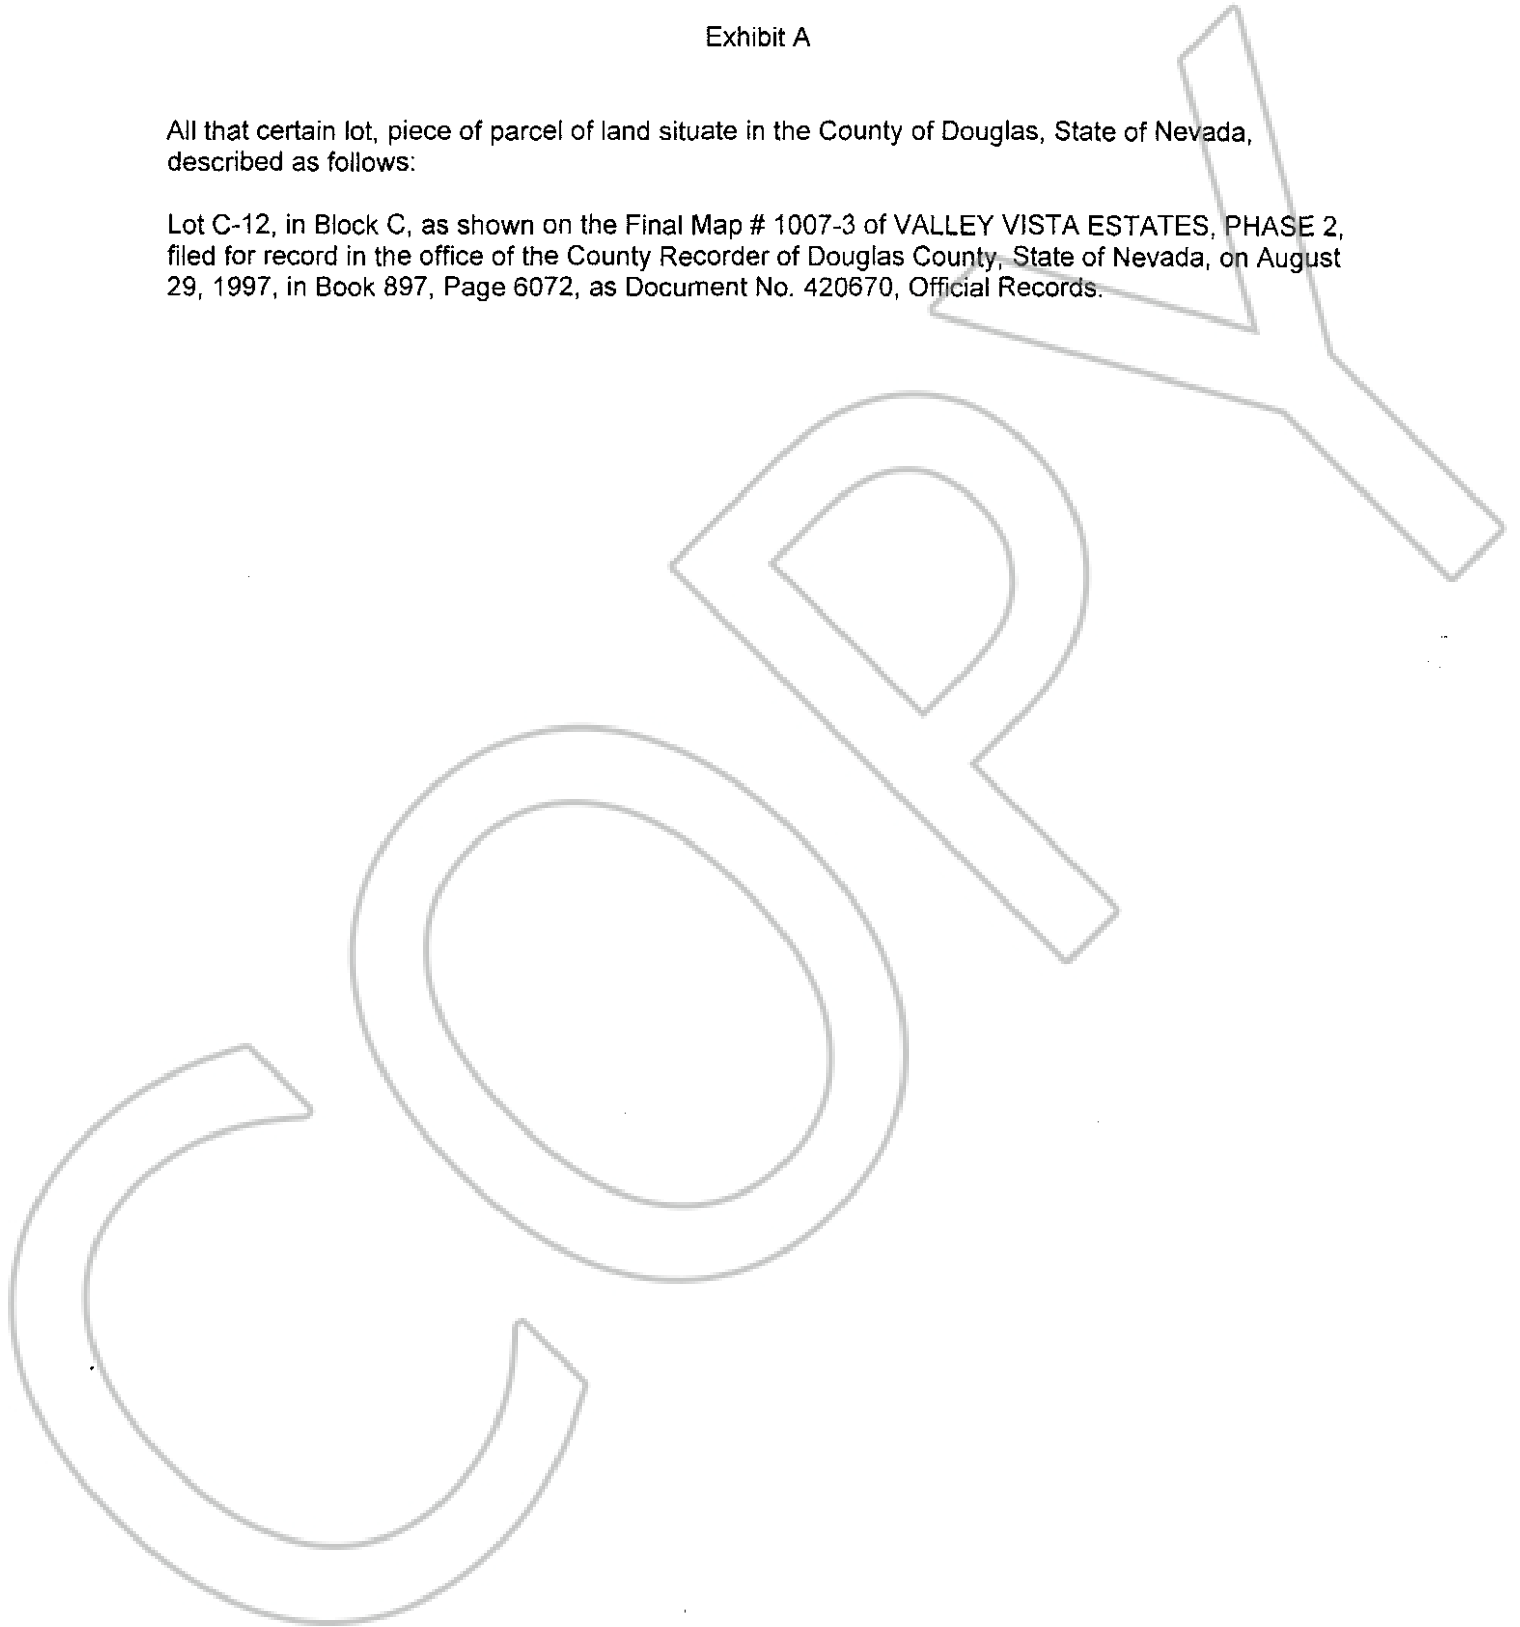 Exhibit A
All that certain lot, piece of parcel of land situate in the County of Douglas, State of Nevada,
described as follows:
Lot C-12, in Block C, as shown on the Final Map # 1007-3 of VALLEY VISTA ESTATES, PHASE 2,
filed for record in the office of the County Recorder of Douglas County, State of Nevada, on August
29, 1997, in Book 897, Page 6072, as Document No. 420670, Official Records.
COPY